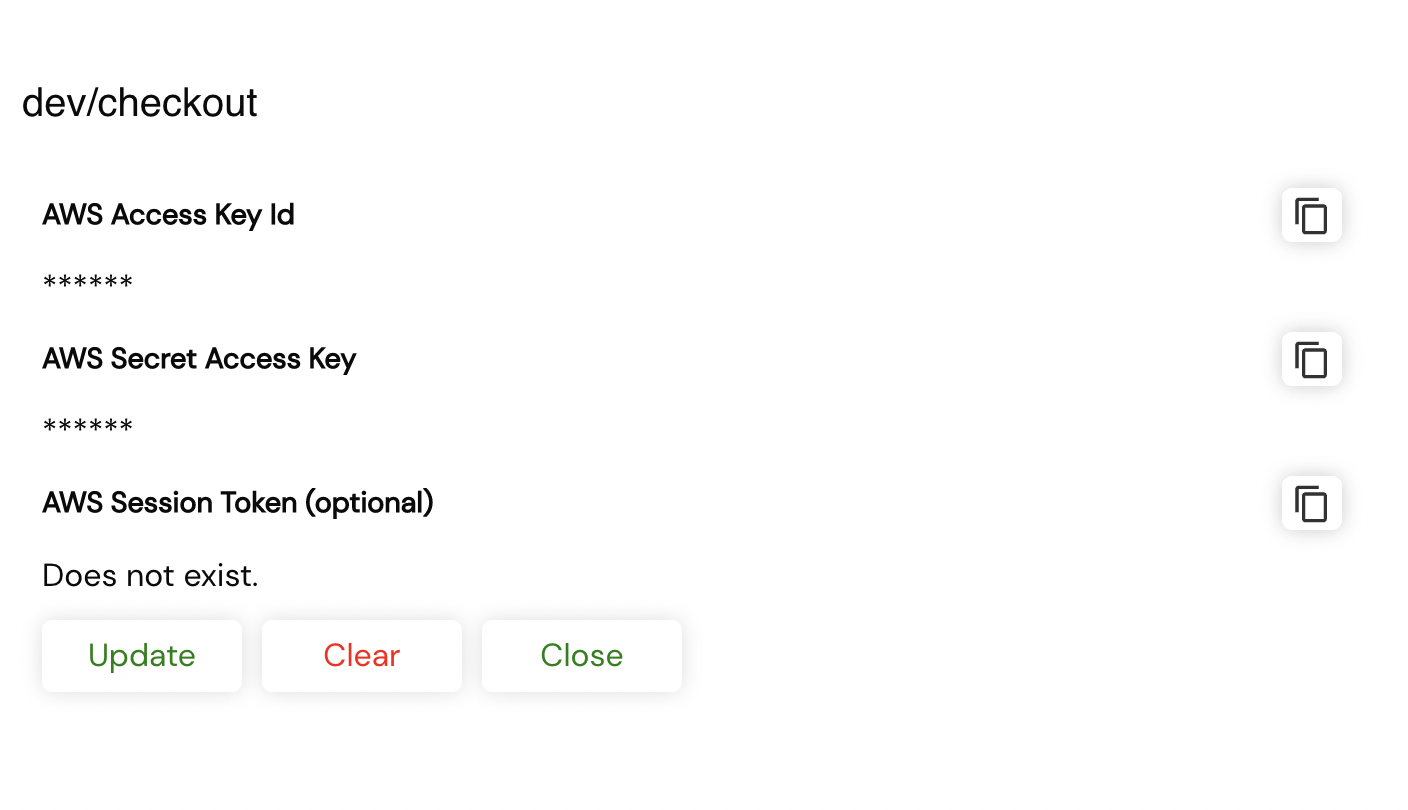 dev/checkout
AWS Access Key Id
******
AWS Secret Access Key
******
AWS Session Token (optional)
Does not exist.
Update Clear Close